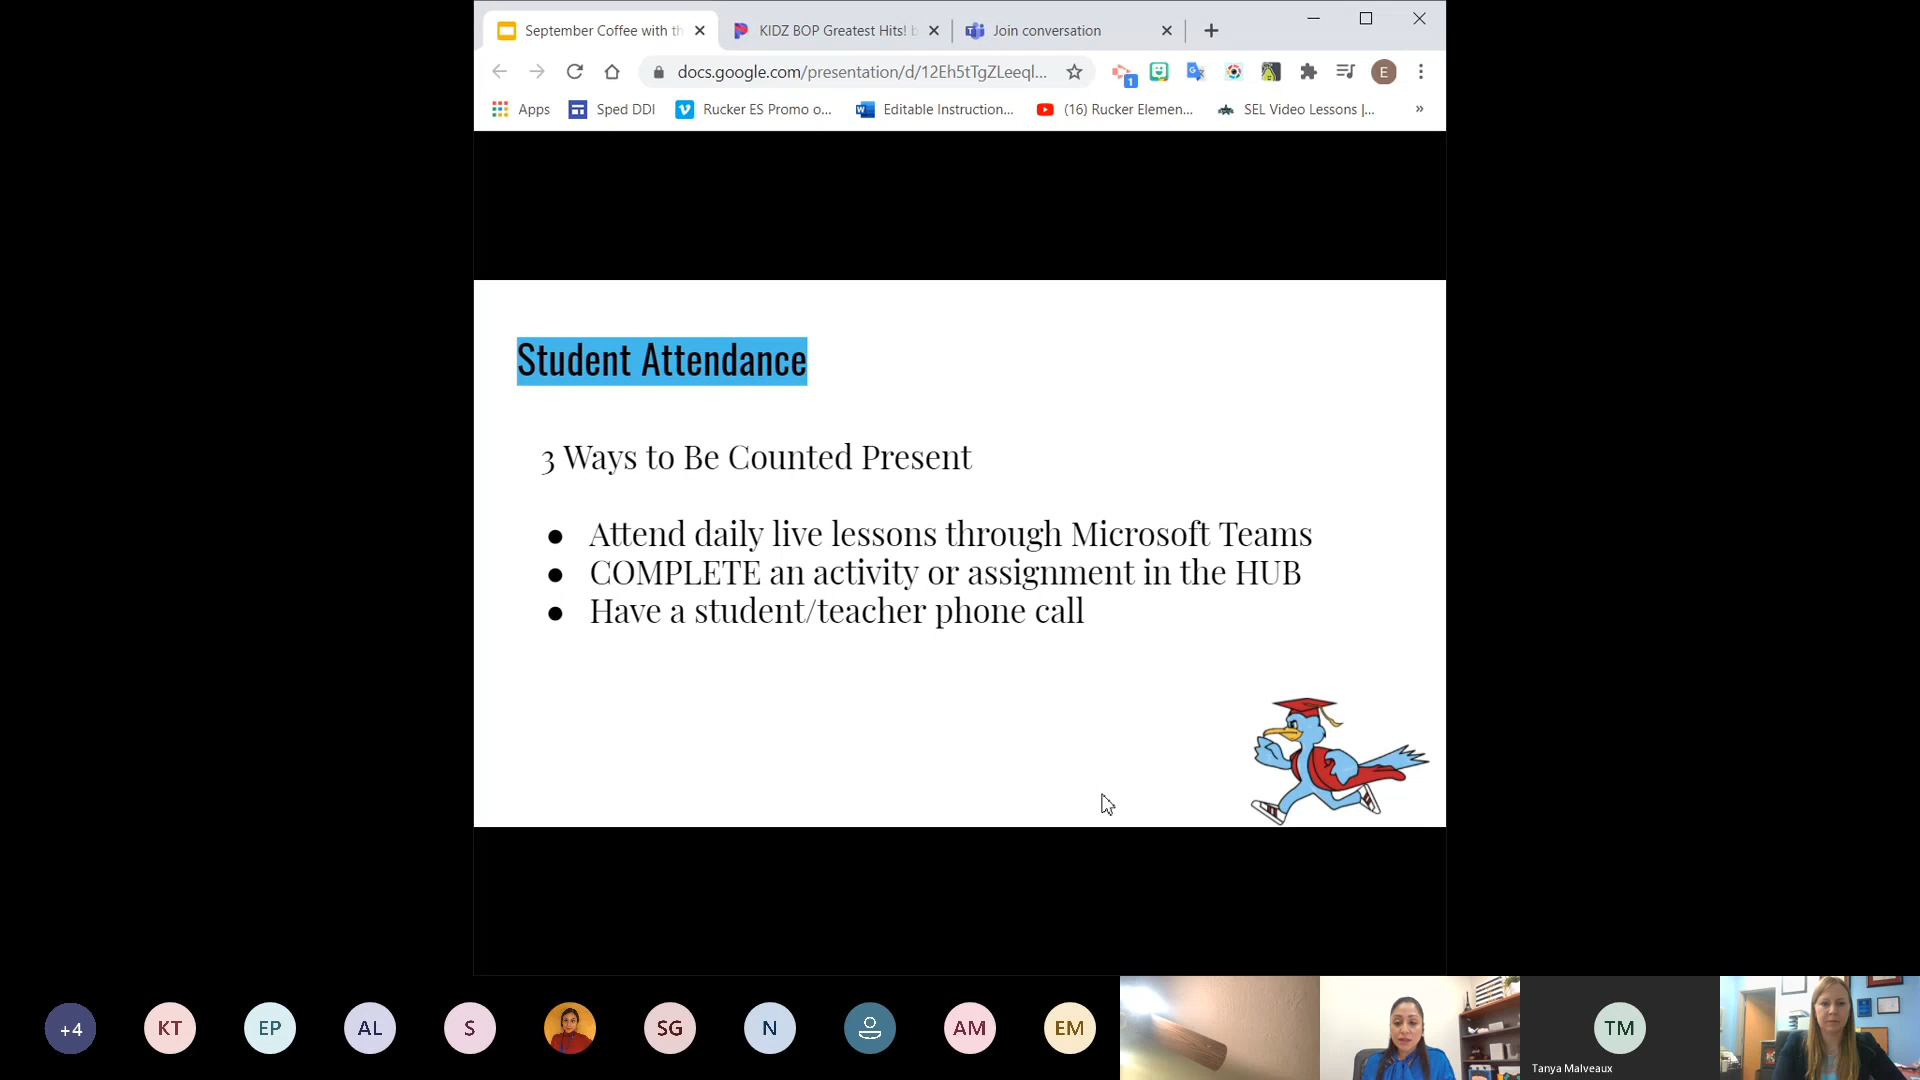 September Coffee with th
KIDZ BOP Greatest Hits! b
Join conversation
docs.google.com/presentation/d/12Eh5tTgZLeeql...
1
E
Apps
Sped DDI
Rucker ES Promo o...
Editable Instruction...
(16) Rucker Elemen...
SEL Video Lessons |...
»
Student Attendance
3 Ways to Be Counted Present
● Attend daily live lessons through Microsoft Teams
● COMPLETE an activity or assignment in the HUB
● Have a student/teacher phone call
+4
KT
EP
AL
S
SG
N
AM
EM
TM
Tanya Malveaux